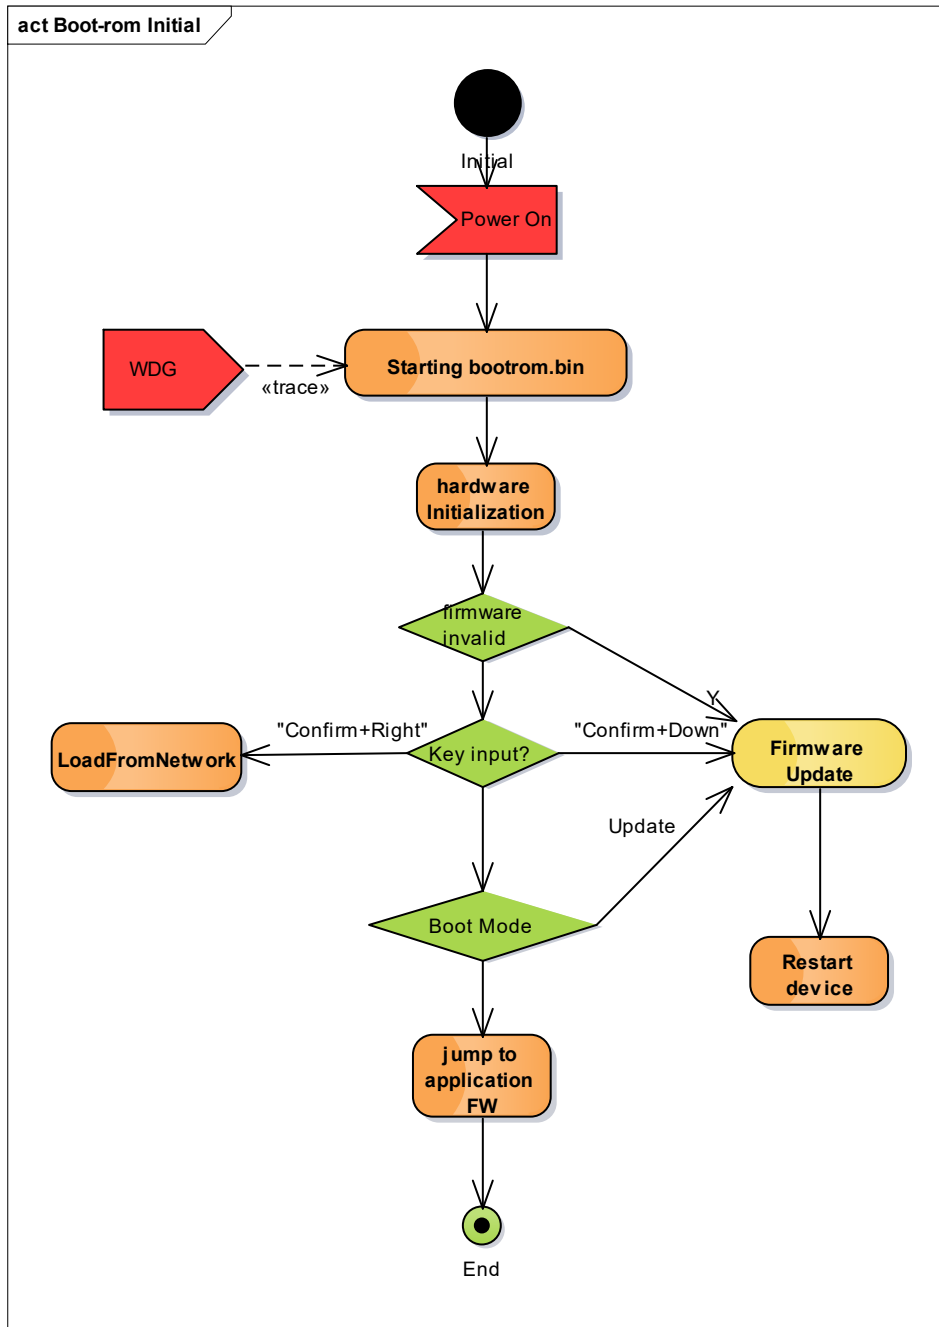 act Boot-rom Initial
Initial
Power On
WDG
«trace»
Starting bootrom.bin
hardware
Initialization
firmware
invalid
Y
"Confirm+Right"
"Confirm+Down"
LoadFromNetwork
Key input?
Firmware
Update
Update
Boot Mode
Restart
device
jump to
application
FW
End